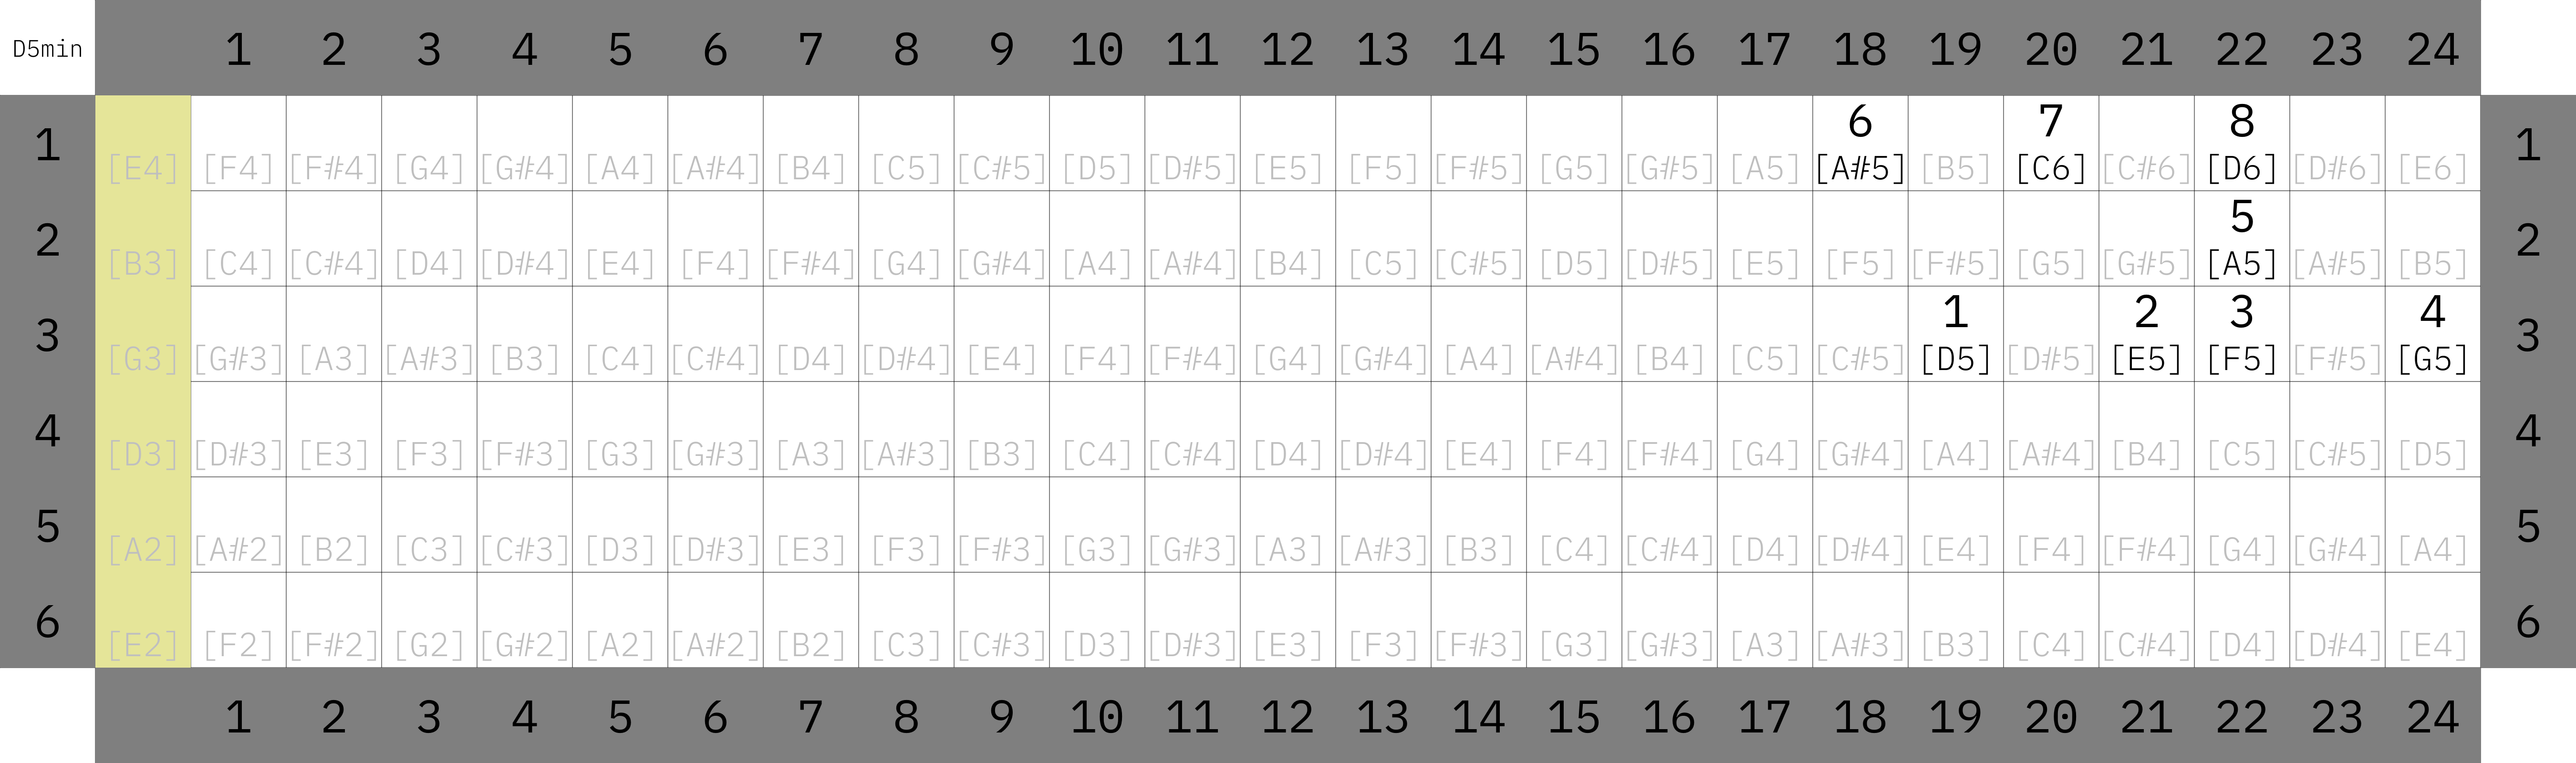 D5min 1 2 3 4 5 6 7 8 9 10 11 12 13 14 15 16 17 18 19 20 21 22 23 24
6 7 8
1 [E4] [F4] [F#4] [G4] [G#4] [A4] [A#4] [B4] [C5] [C#5] [D5] [D#5] [E5] [F5] [F#5] [G5] [G#5] [A5] [A#5] [B5] [C6] [C#6] [D6] [D#6] [E6] 1
5
2 [B3] [C4] [C#4] [D4] [D#4] [E4] [F4] [F#4] [G4] [G#4] [A4] [A#4] [B4] [C5] [C#5] [D5] [D#5] [E5] [F5] [F#5] [G5] [G#5] [A5] [A#5] [B5] 2
1 2 3 4
3 [G3] [G#3] [A3] [A#3] [B3] [C4] [C#4] [D4] [D#4] [E4] [F4] [F#4] [G4] [G#4] [A4] [A#4] [B4] [C5] [C#5] [D5] [D#5] [E5] [F5] [F#5] [G5] 3
4 [D3] [D#3] [E3] [F3] [F#3] [G3] [G#3] [A3] [A#3] [B3] [C4] [C#4] [D4] [D#4] [E4] [F4] [F#4] [G4] [G#4] [A4] [A#4] [B4] [C5] [C#5] [D5] 4
5 [A2] [A#2] [B2] [C3] [C#3] [D3] [D#3] [E3] [F3] [F#3] [G3] [G#3] [A3] [A#3] [B3] [C4] [C#4] [D4] [D#4] [E4] [F4] [F#4] [G4] [G#4] [A4] 5
6 [E2] [F2] [F#2] [G2] [G#2] [A2] [A#2] [B2] [C3] [C#3] [D3] [D#3] [E3] [F3] [F#3] [G3] [G#3] [A3] [A#3] [B3] [C4] [C#4] [D4] [D#4] [E4] 6
1 2 3 4 5 6 7 8 9 10 11 12 13 14 15 16 17 18 19 20 21 22 23 24